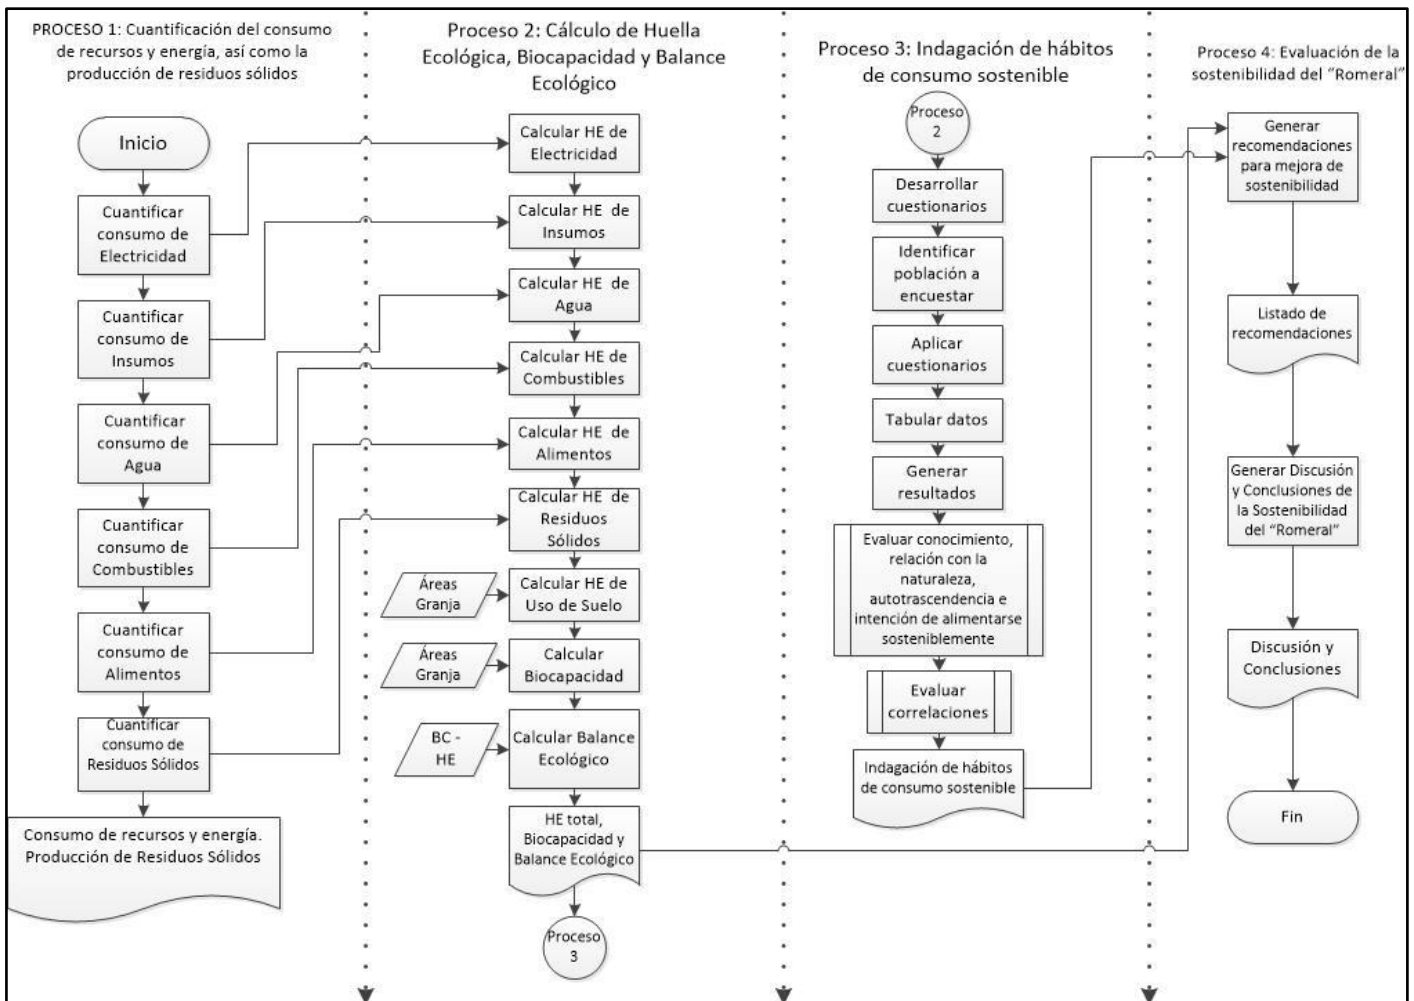 PROCESO 1: Cuantificación del consumo
de recursos y energía, así como la
producción de residuos sólidos
Inicio
Cuantificar
consumo de
Electricidad
Cuantificar
consumo de
Insumos
Cuantificar
consumo de
Agua
Cuantificar
consumo de
Combustibles
Cuantificar
consumo de
Alimentos
Cuantificar
consumo de
Residuos Sólidos
Consumo de recursos y energía.
Producción de Residuos Sólidos
Proceso 2: Cálculo de Huella
Ecológica, Biocapacidad y Balance
Ecológico
Calcular HE de
Electricidad
Calcular HE de
Insumos
Calcular HE de
Agua
Calcular HE de
Combustibles
Calcular HE de
Alimentos
Calcular HE de
Residuos
Sólidos
Áreas
Granja
Calcular HE de
Uso de Suelo
Áreas
Granja
Calcular
Biocapacidad
BC -
HE
Calcular Balance
Ecológico
HE total,
Biocapacidad y
Balance Ecológico
Proceso
3
Proceso 3: Indagación de hábitos
de consumo sostenible
Proceso
2
Desarrollar
cuestionarios
Identificar
población a
encuestar
Aplicar
cuestionarios
Tabular datos
Generar
resultados
Evaluar conocimiento,
relación con la
naturaleza,
autotrascendencia e
intención de alimentarse
sosteniblemente
Evaluar
correlaciones
Indagación de hábitos
de consumo sostenible
Proceso 4: Evaluación de la
sostenibilidad del "Romeral"
Generar
recomendaciones
para mejora de
sostenibilidad
Listado de
recomendaciones
Generar Discusión
y Conclusiones de
la Sostenibilidad
del "Romeral"
Discusión y
Conclusiones
Fin